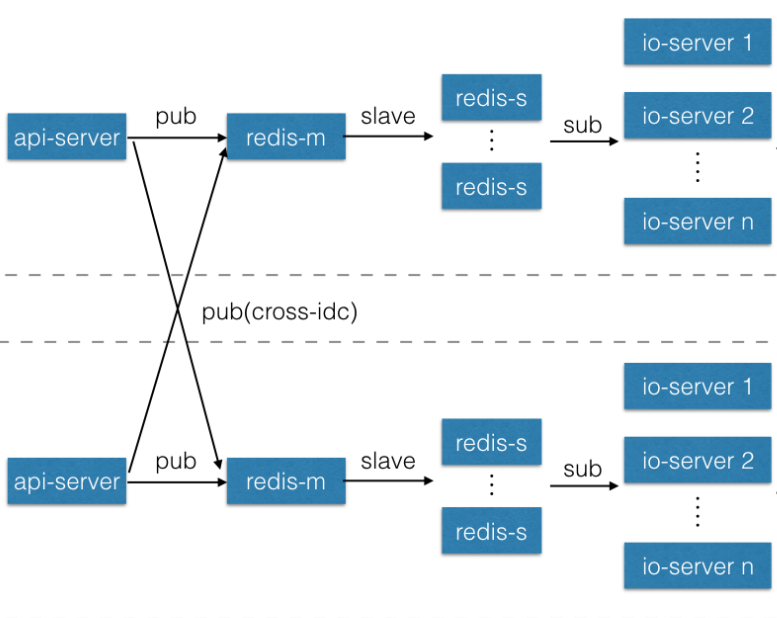 io-server 1
redis-s
pub
slave
io-server 2
sub
api-server
redis-m
redis-s
io-server n
pub(cross-idc)
io-server 1
redis-s
pub
slave
io-server 2
sub
api-server
redis-m
redis-s
io-server n